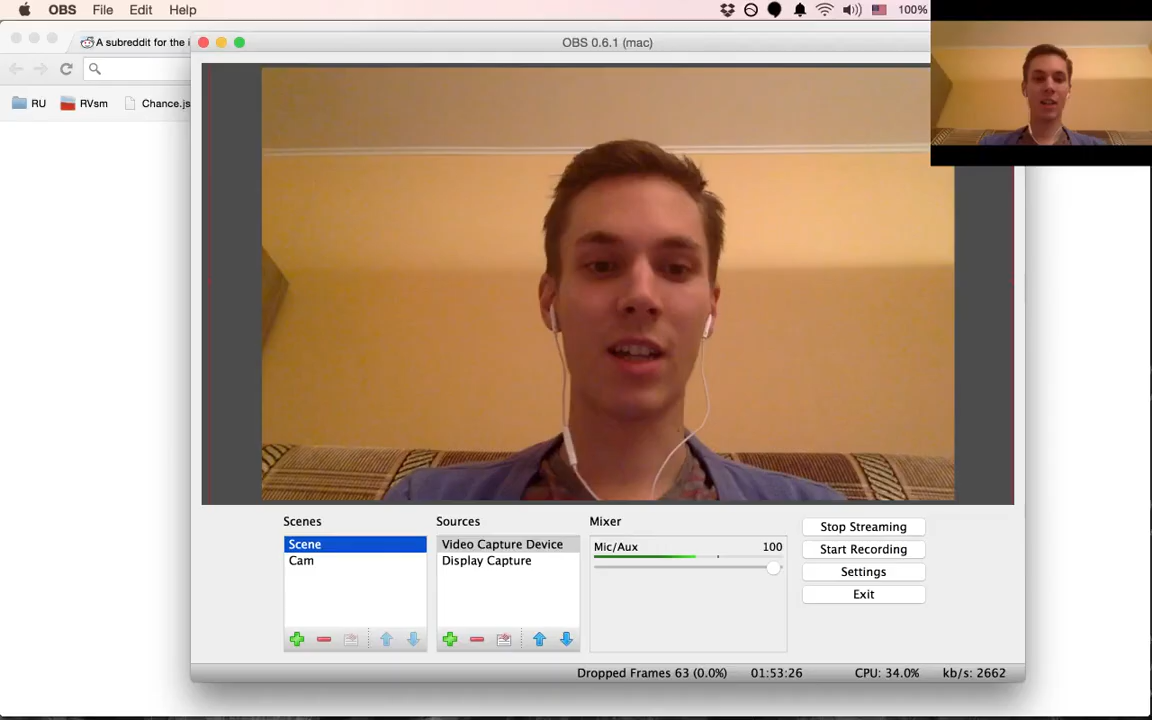 OBS File Edit Help 100%
A subreddit for the i
OBS 0.6.1 (mac)
RU RVsm Chance.js
Scenes Sources Mixer
Scene
Cam
Video Capture Device
Display Capture
Mic/Aux 100
Stop Streaming
Start Recording
Settings
Exit
Dropped Frames 63 (0.0%) 01:53:26 CPU: 34.0% kb/s: 2662